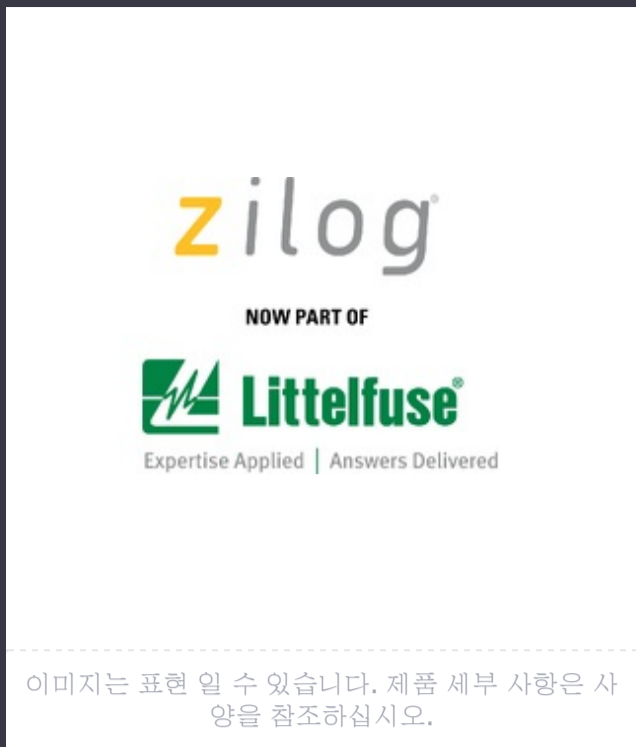 zilog®
NOW PART OF
Littelfuse®
Expertise Applied | Answers Delivered
이미지는 표현 일 수 있습니다. 제품 세부 사항은 사
양을 참조하십시오.